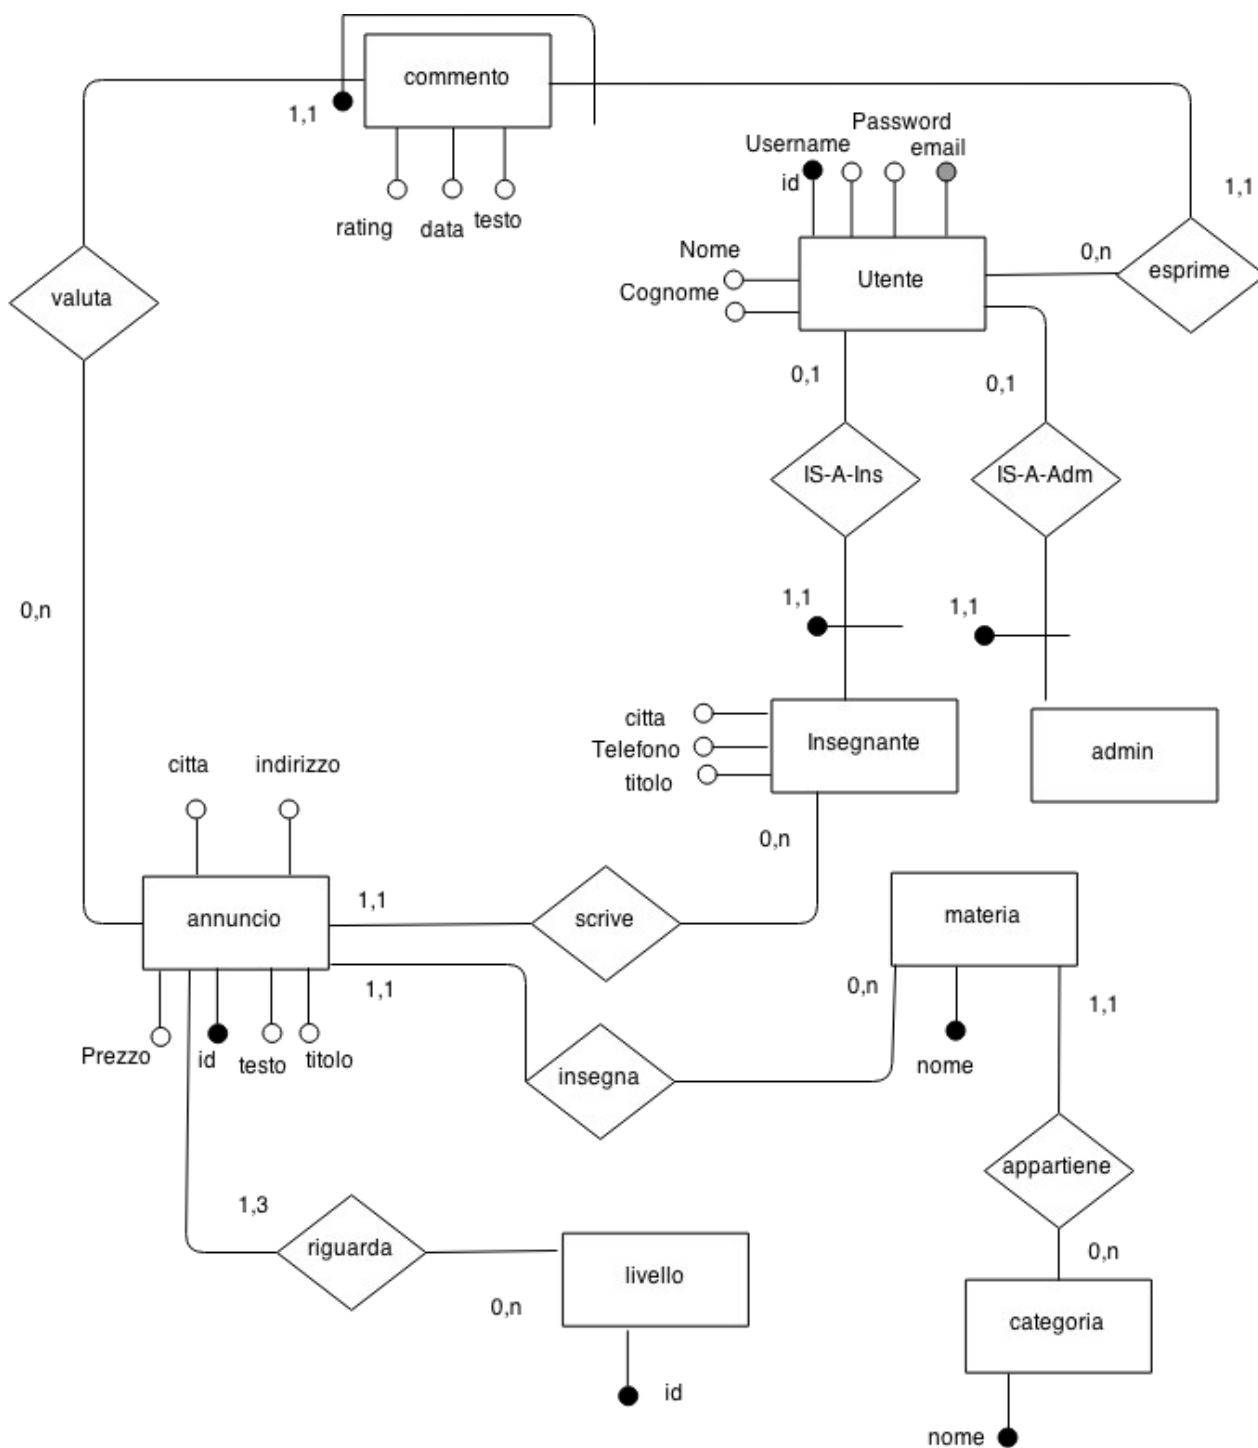 commento
1,1
rating
data
testo
Password
Username
email
id
1,1
Nome
0,n
Cognome
Utente
esprime
valuta
0,1
0,1
IS-A-Ins
IS-A-Adm
0,n
1,1
1,1
citta
Telefono
titolo
Insegnante
admin
citta
indirizzo
0,n
1,1
annuncio
scrive
materia
1,1
0,n
1,1
Prezzo
id
testo
titolo
insegna
nome
appartiene
1,3
riguarda
0,n
livello
0,n
categoria
id
nome